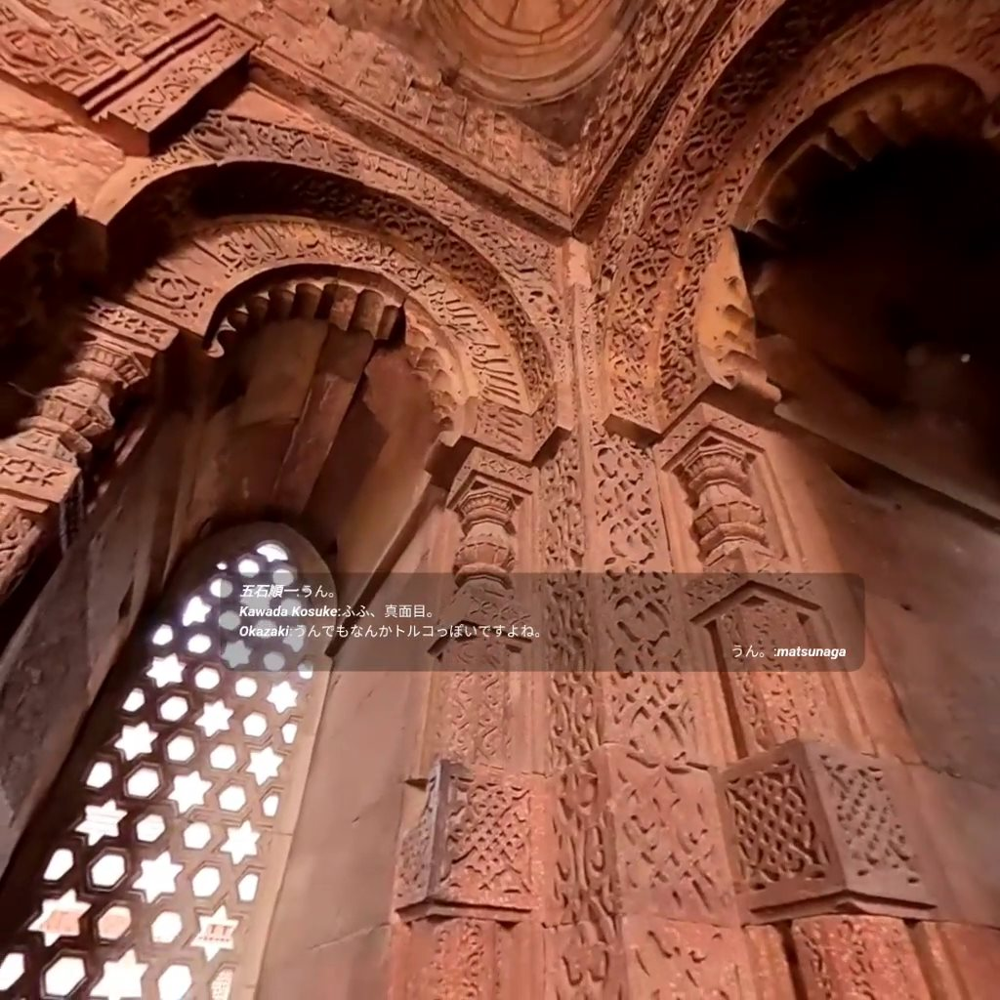 五石順一:うん。
Kawada Kosuke:ふふ、真面目。
Okazaki:うんでもなんかトルコっぽいですよね。
うん。:matsunaga